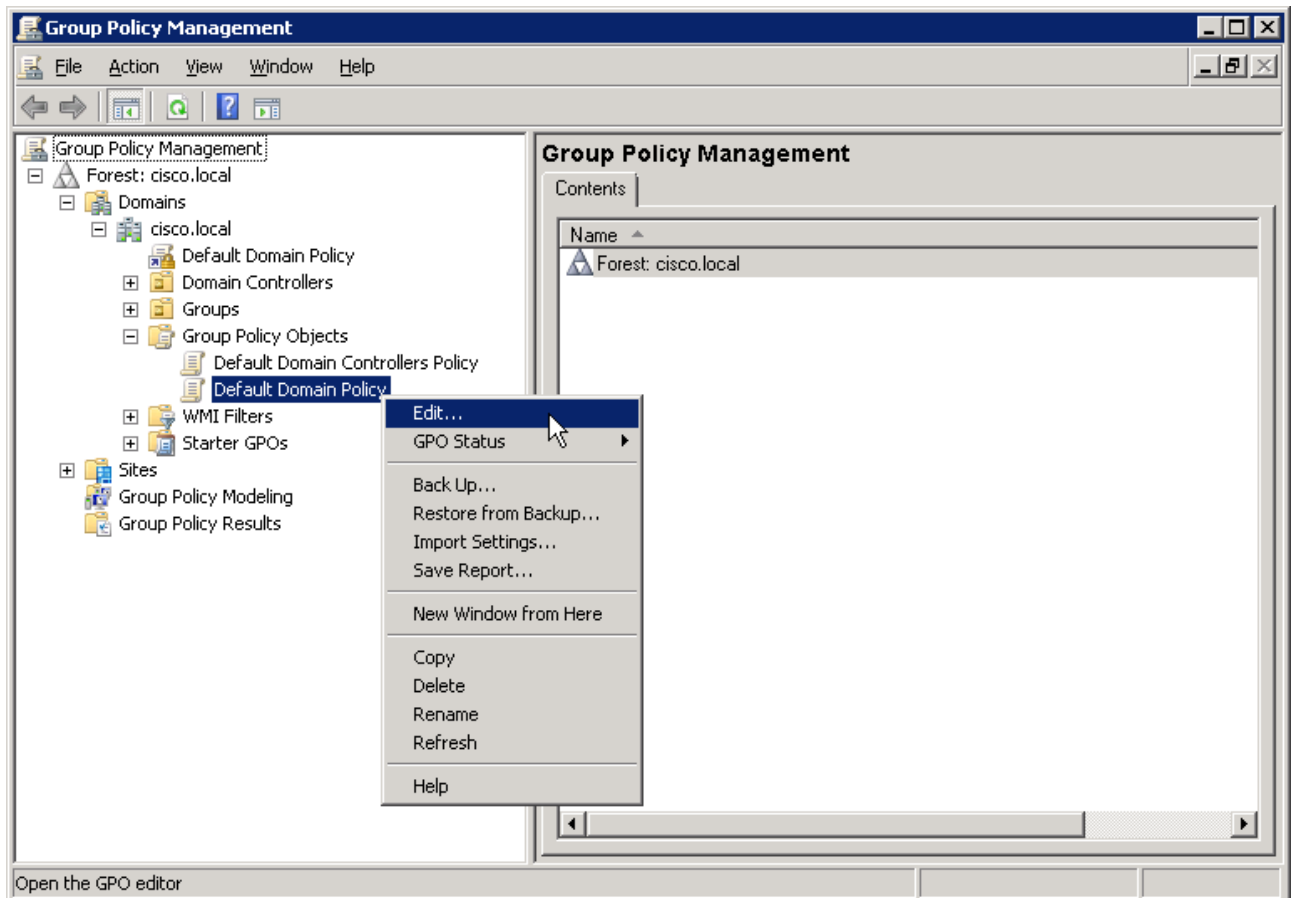 Group Policy Management
File Action View Window Help
Group Policy Management
Forest: cisco.local
Domains
cisco.local
Default Domain Policy
Domain Controllers
Groups
Group Policy Objects
Default Domain Controllers Policy
Default Domain Policy
WMI Filters
Starter GPOs
Sites
Group Policy Modeling
Group Policy Results
Edit...
GPO Status
Back Up...
Restore from Backup...
Import Settings...
Save Report...
New Window from Here
Copy
Delete
Rename
Refresh
Help
Group Policy Management
Contents
Name
Forest: cisco.local
Open the GPO editor